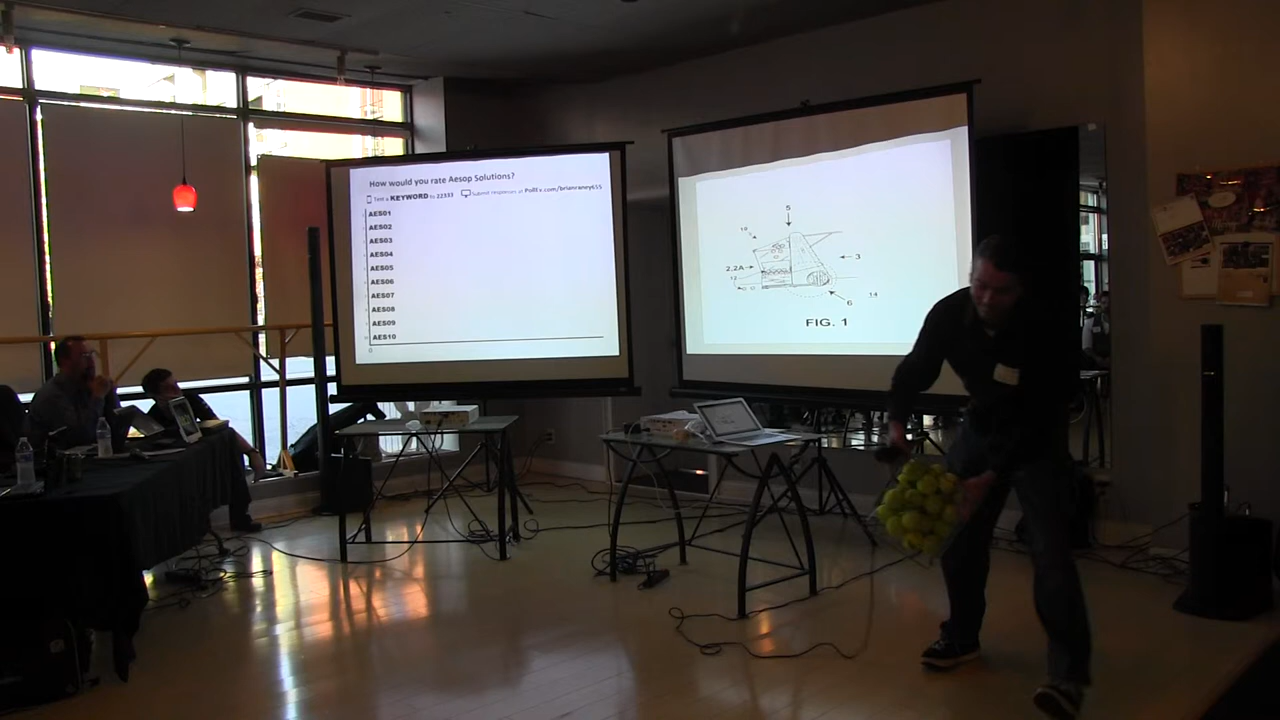 How would you rate Aesop Solutions?
Text a KEYWORD to 22333 Submit responses at PollEv.com/brianraney655
AES01
AES02
AES03
AES04
AES05
AES06
AES07
AES08
AES09
AES10
0
5
10
3
2.2A
12
6
14
FIG. 1